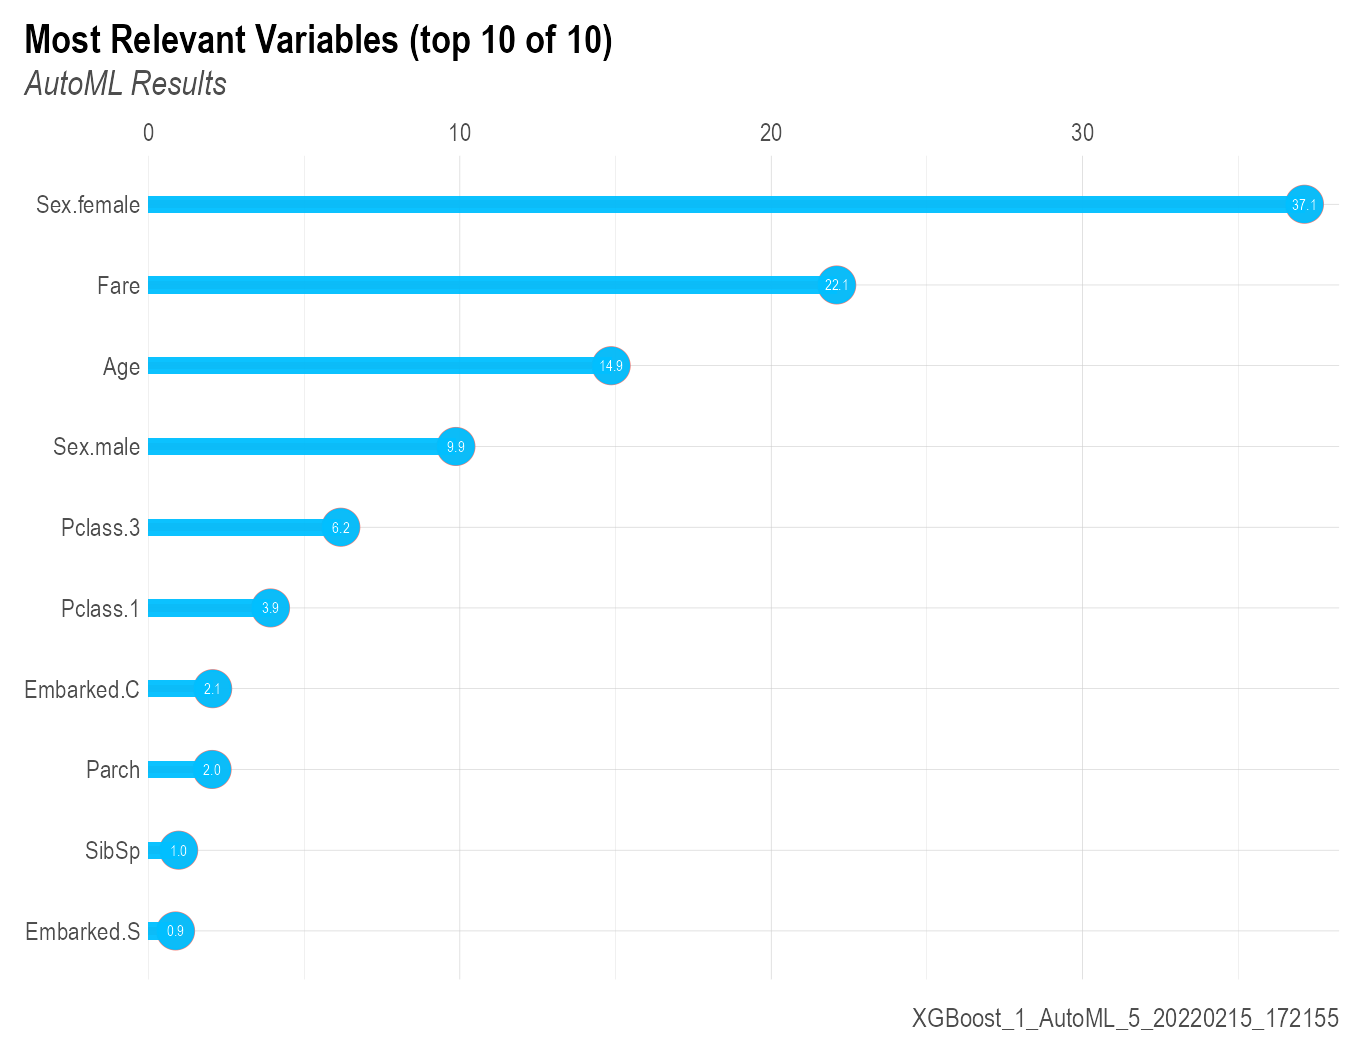 Most Relevant Variables (top 10 of 10)
AutoML Results
0 10 20 30
Sex.female 37.1
Fare 22.1
Age 14.9
Sex.male 9.9
Pclass.3 6.2
Pclass.1 3.9
Embarked.C 2.1
Parch 2.0
SibSp 1.0
Embarked.S 0.9
XGBoost_1_AutoML_5_20220215_172155